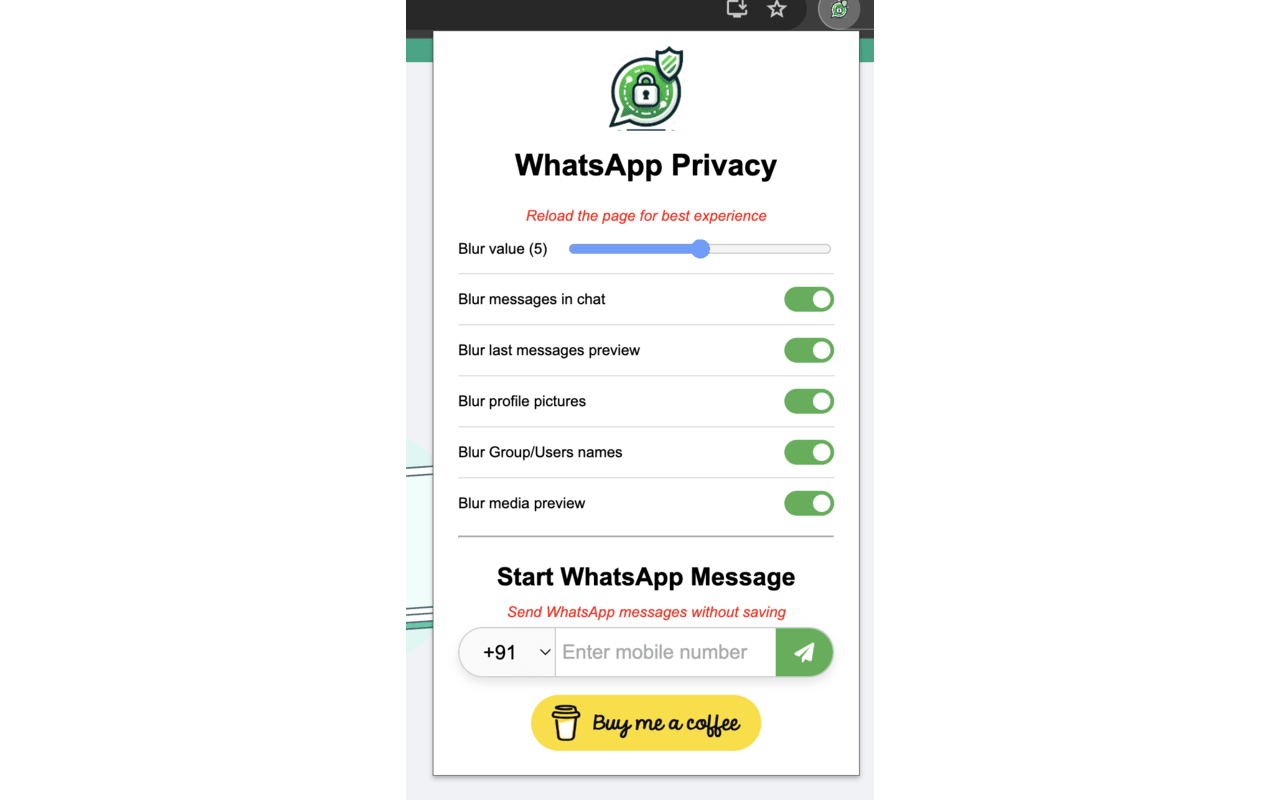 WhatsApp Privacy
Reload the page for best experience
Blur value (5)
Blur messages in chat
Blur last messages preview
Blur profile pictures
Blur Group/Users names
Blur media preview
Start WhatsApp Message
Send WhatsApp messages without saving
+91 Enter mobile number
Buy me a coffee